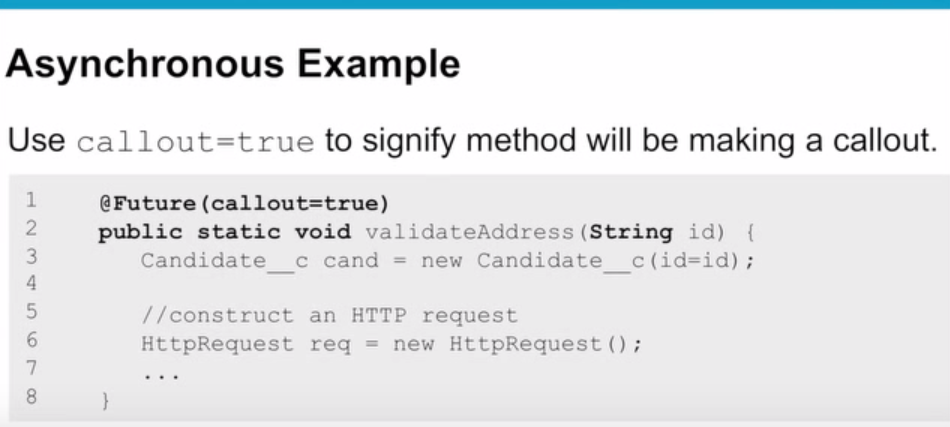 Asynchronous Example
Use callout=true to signify method will be making a callout.
1 @Future(callout=true)
2 public static void validateAddress(String id) {
3 Candidate__c cand = new Candidate__c(id=id);
4
5 //construct an HTTP request
6 HttpRequest req = new HttpRequest();
7 ...
8 }